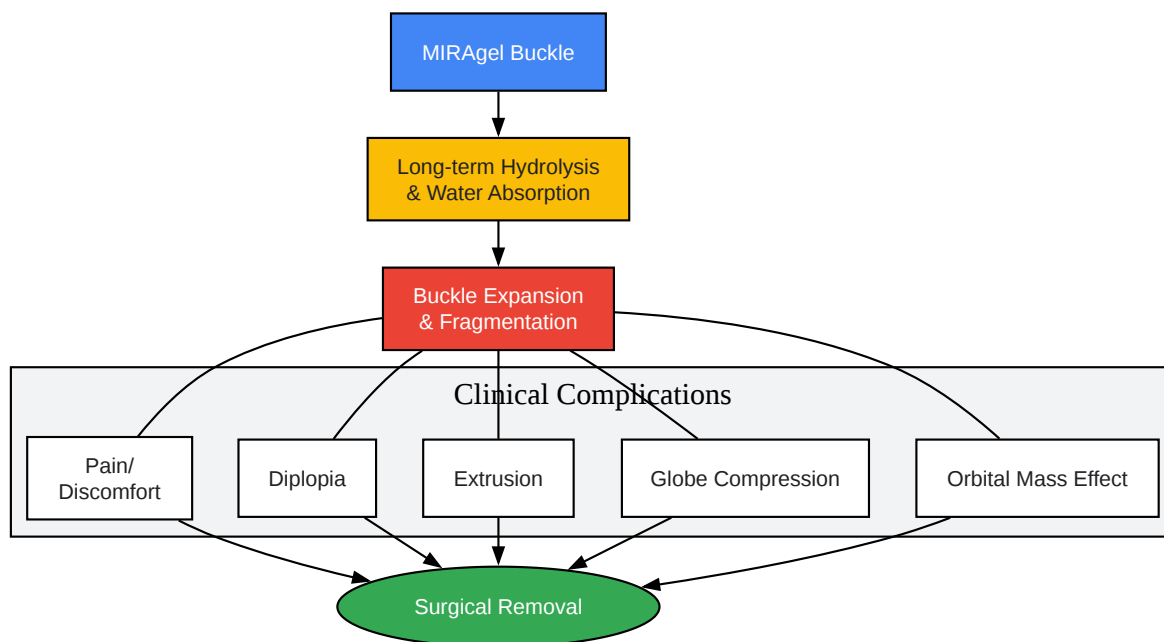 MIRAgel Buckle
Long-term Hydrolysis
& Water Absorption
Buckle Expansion
& Fragmentation
Clinical Complications
Pain/
Discomfort
Diplopia
Extrusion
Globe Compression
Orbital Mass Effect
Surgical Removal